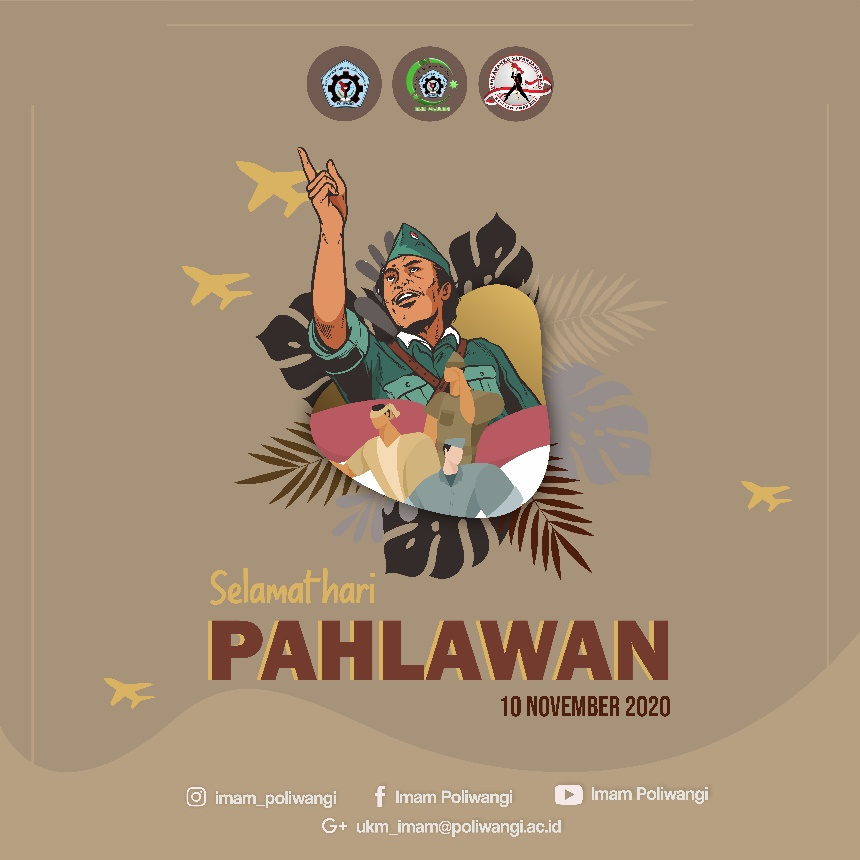 Selamat hari
PAHLAWAN
10 NOVEMBER 2020
imam_poliwangi
Imam Poliwangi
Imam Poliwangi
G+ ukm_imam@poliwangi.ac.id